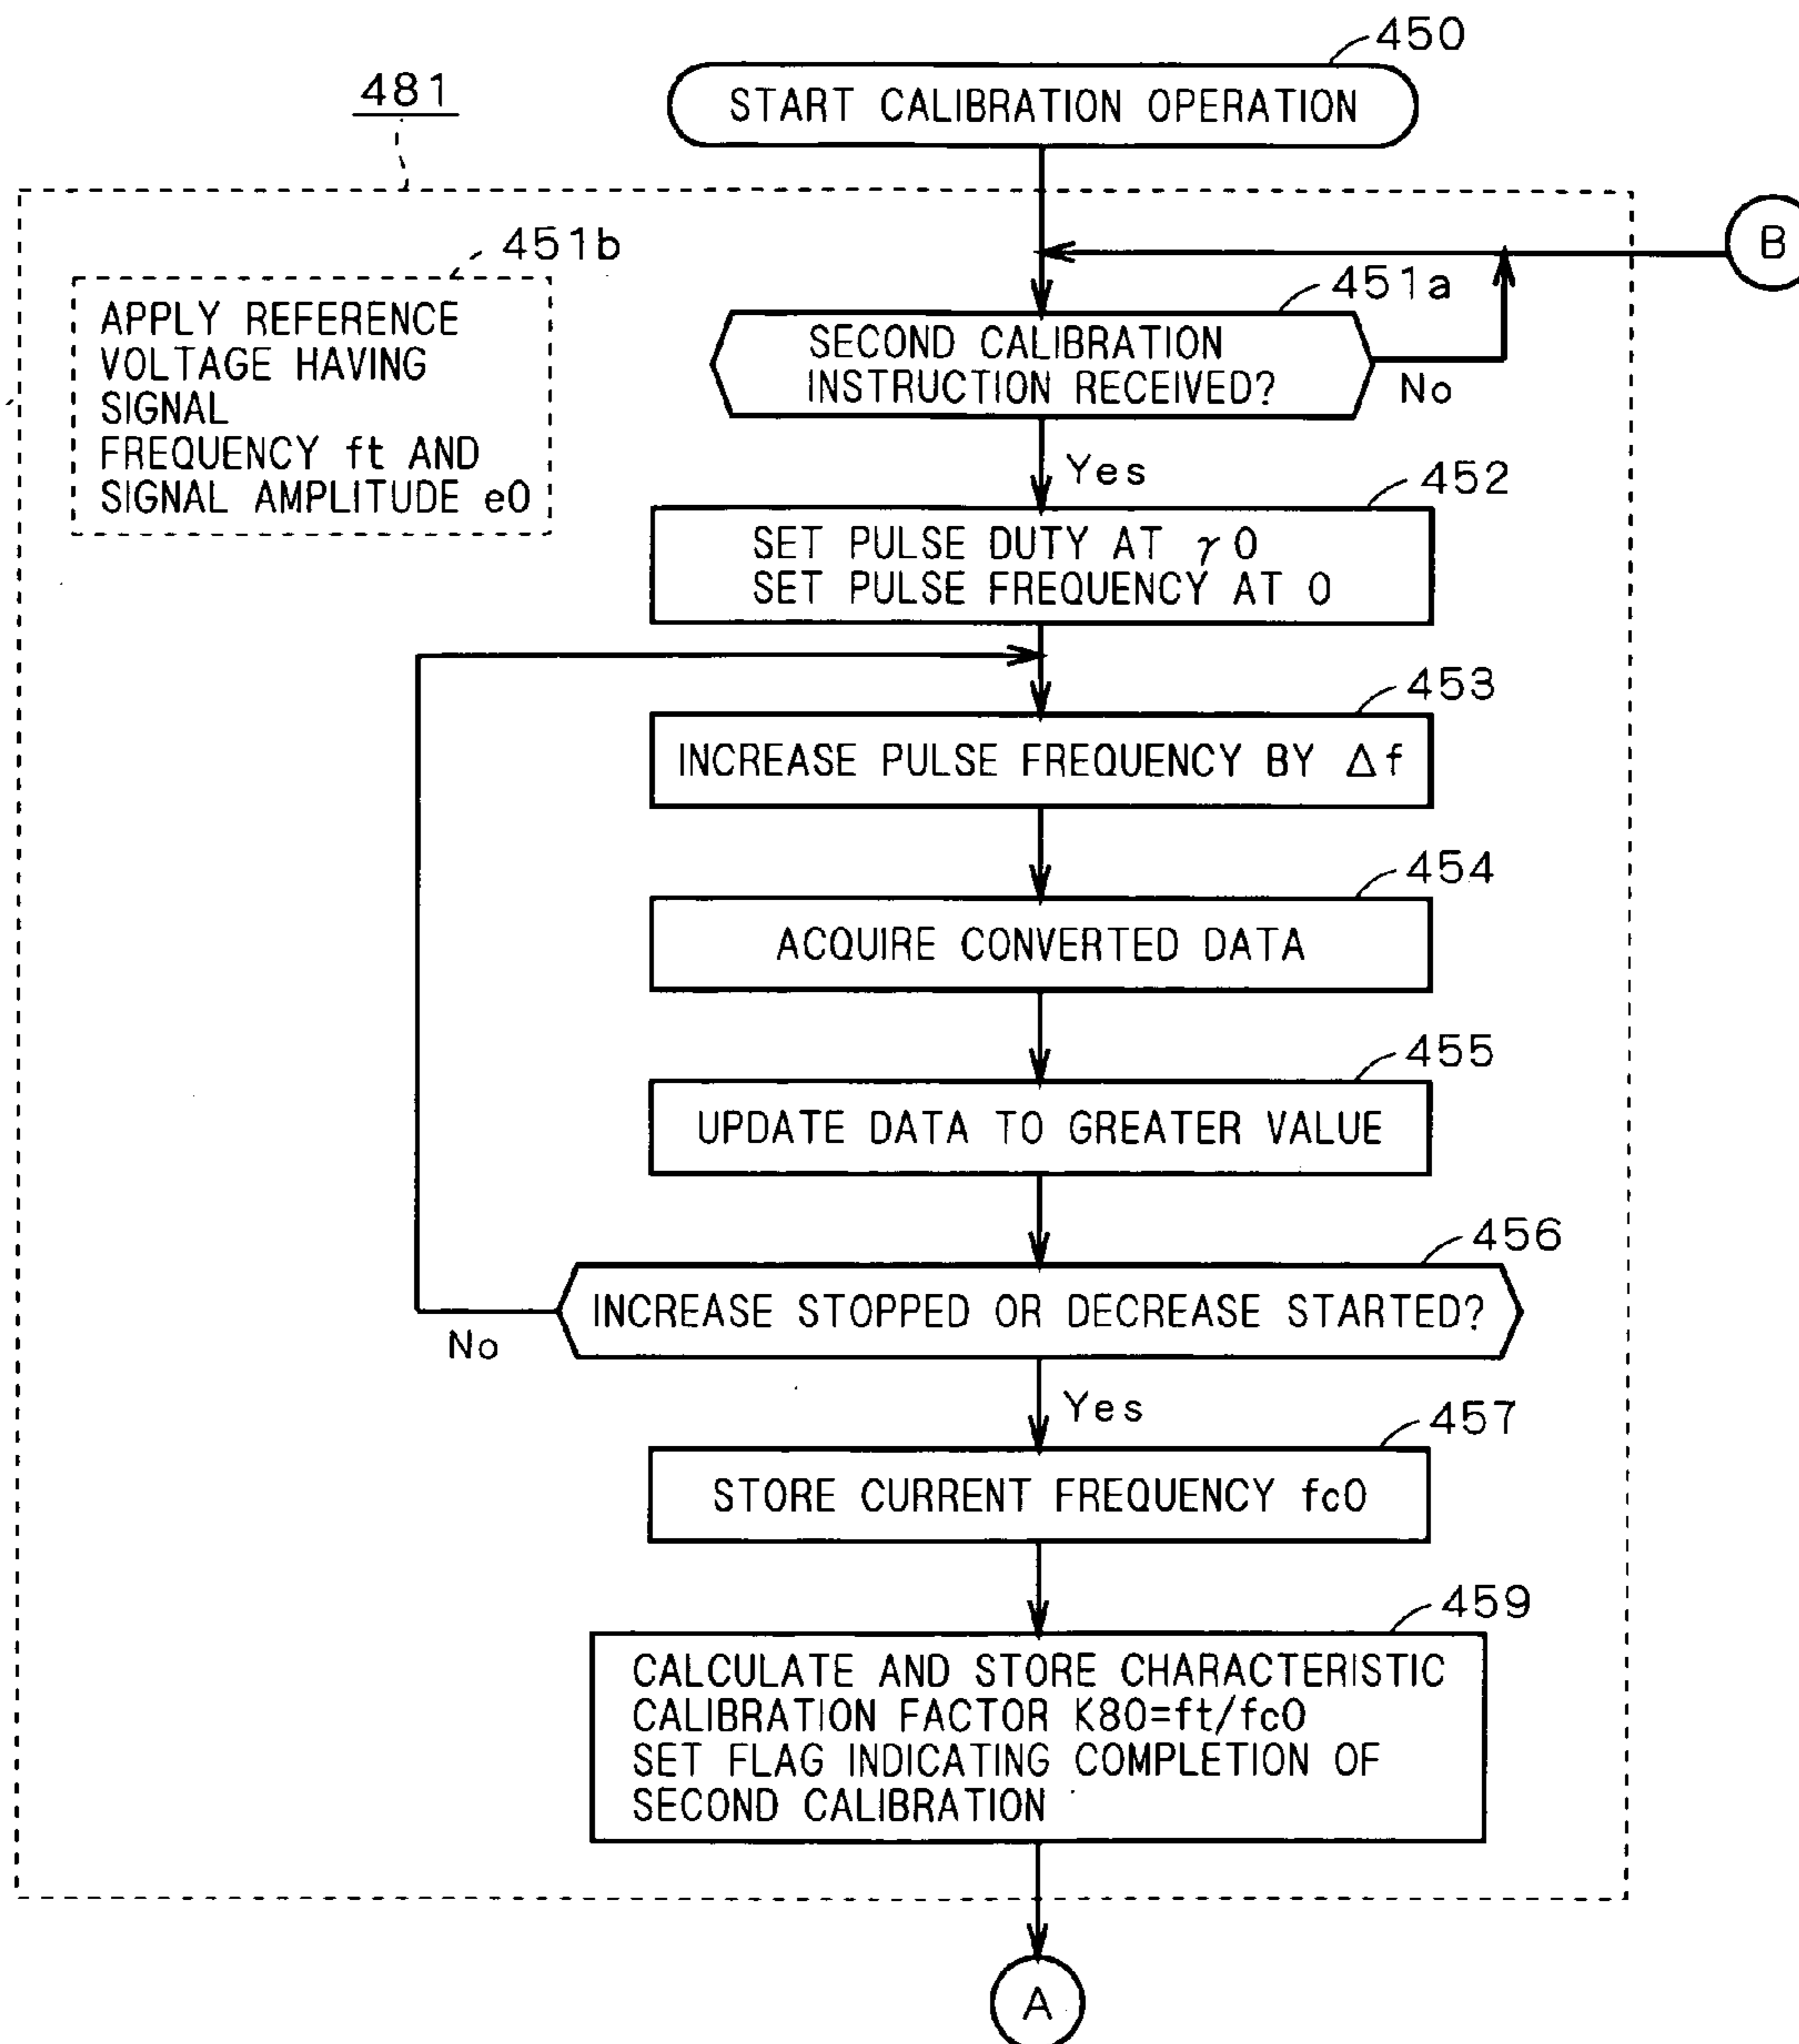 450
START CALIBRATION OPERATION
481
B
451b
APPLY REFERENCE
VOLTAGE HAVING
SIGNAL
FREQUENCY ft AND
SIGNAL AMPLITUDE e0
451a
SECOND CALIBRATION
INSTRUCTION RECEIVED?
No
Yes
452
SET PULSE DUTY AT γ0
SET PULSE FREQUENCY AT 0
453
INCREASE PULSE FREQUENCY BY Δf
454
ACQUIRE CONVERTED DATA
455
UPDATE DATA TO GREATER VALUE
456
INCREASE STOPPED OR DECREASE STARTED?
No
Yes
457
STORE CURRENT FREQUENCY fc0
459
CALCULATE AND STORE CHARACTERISTIC
CALIBRATION FACTOR K80=ft/fc0
SET FLAG INDICATING COMPLETION OF
SECOND CALIBRATION
A